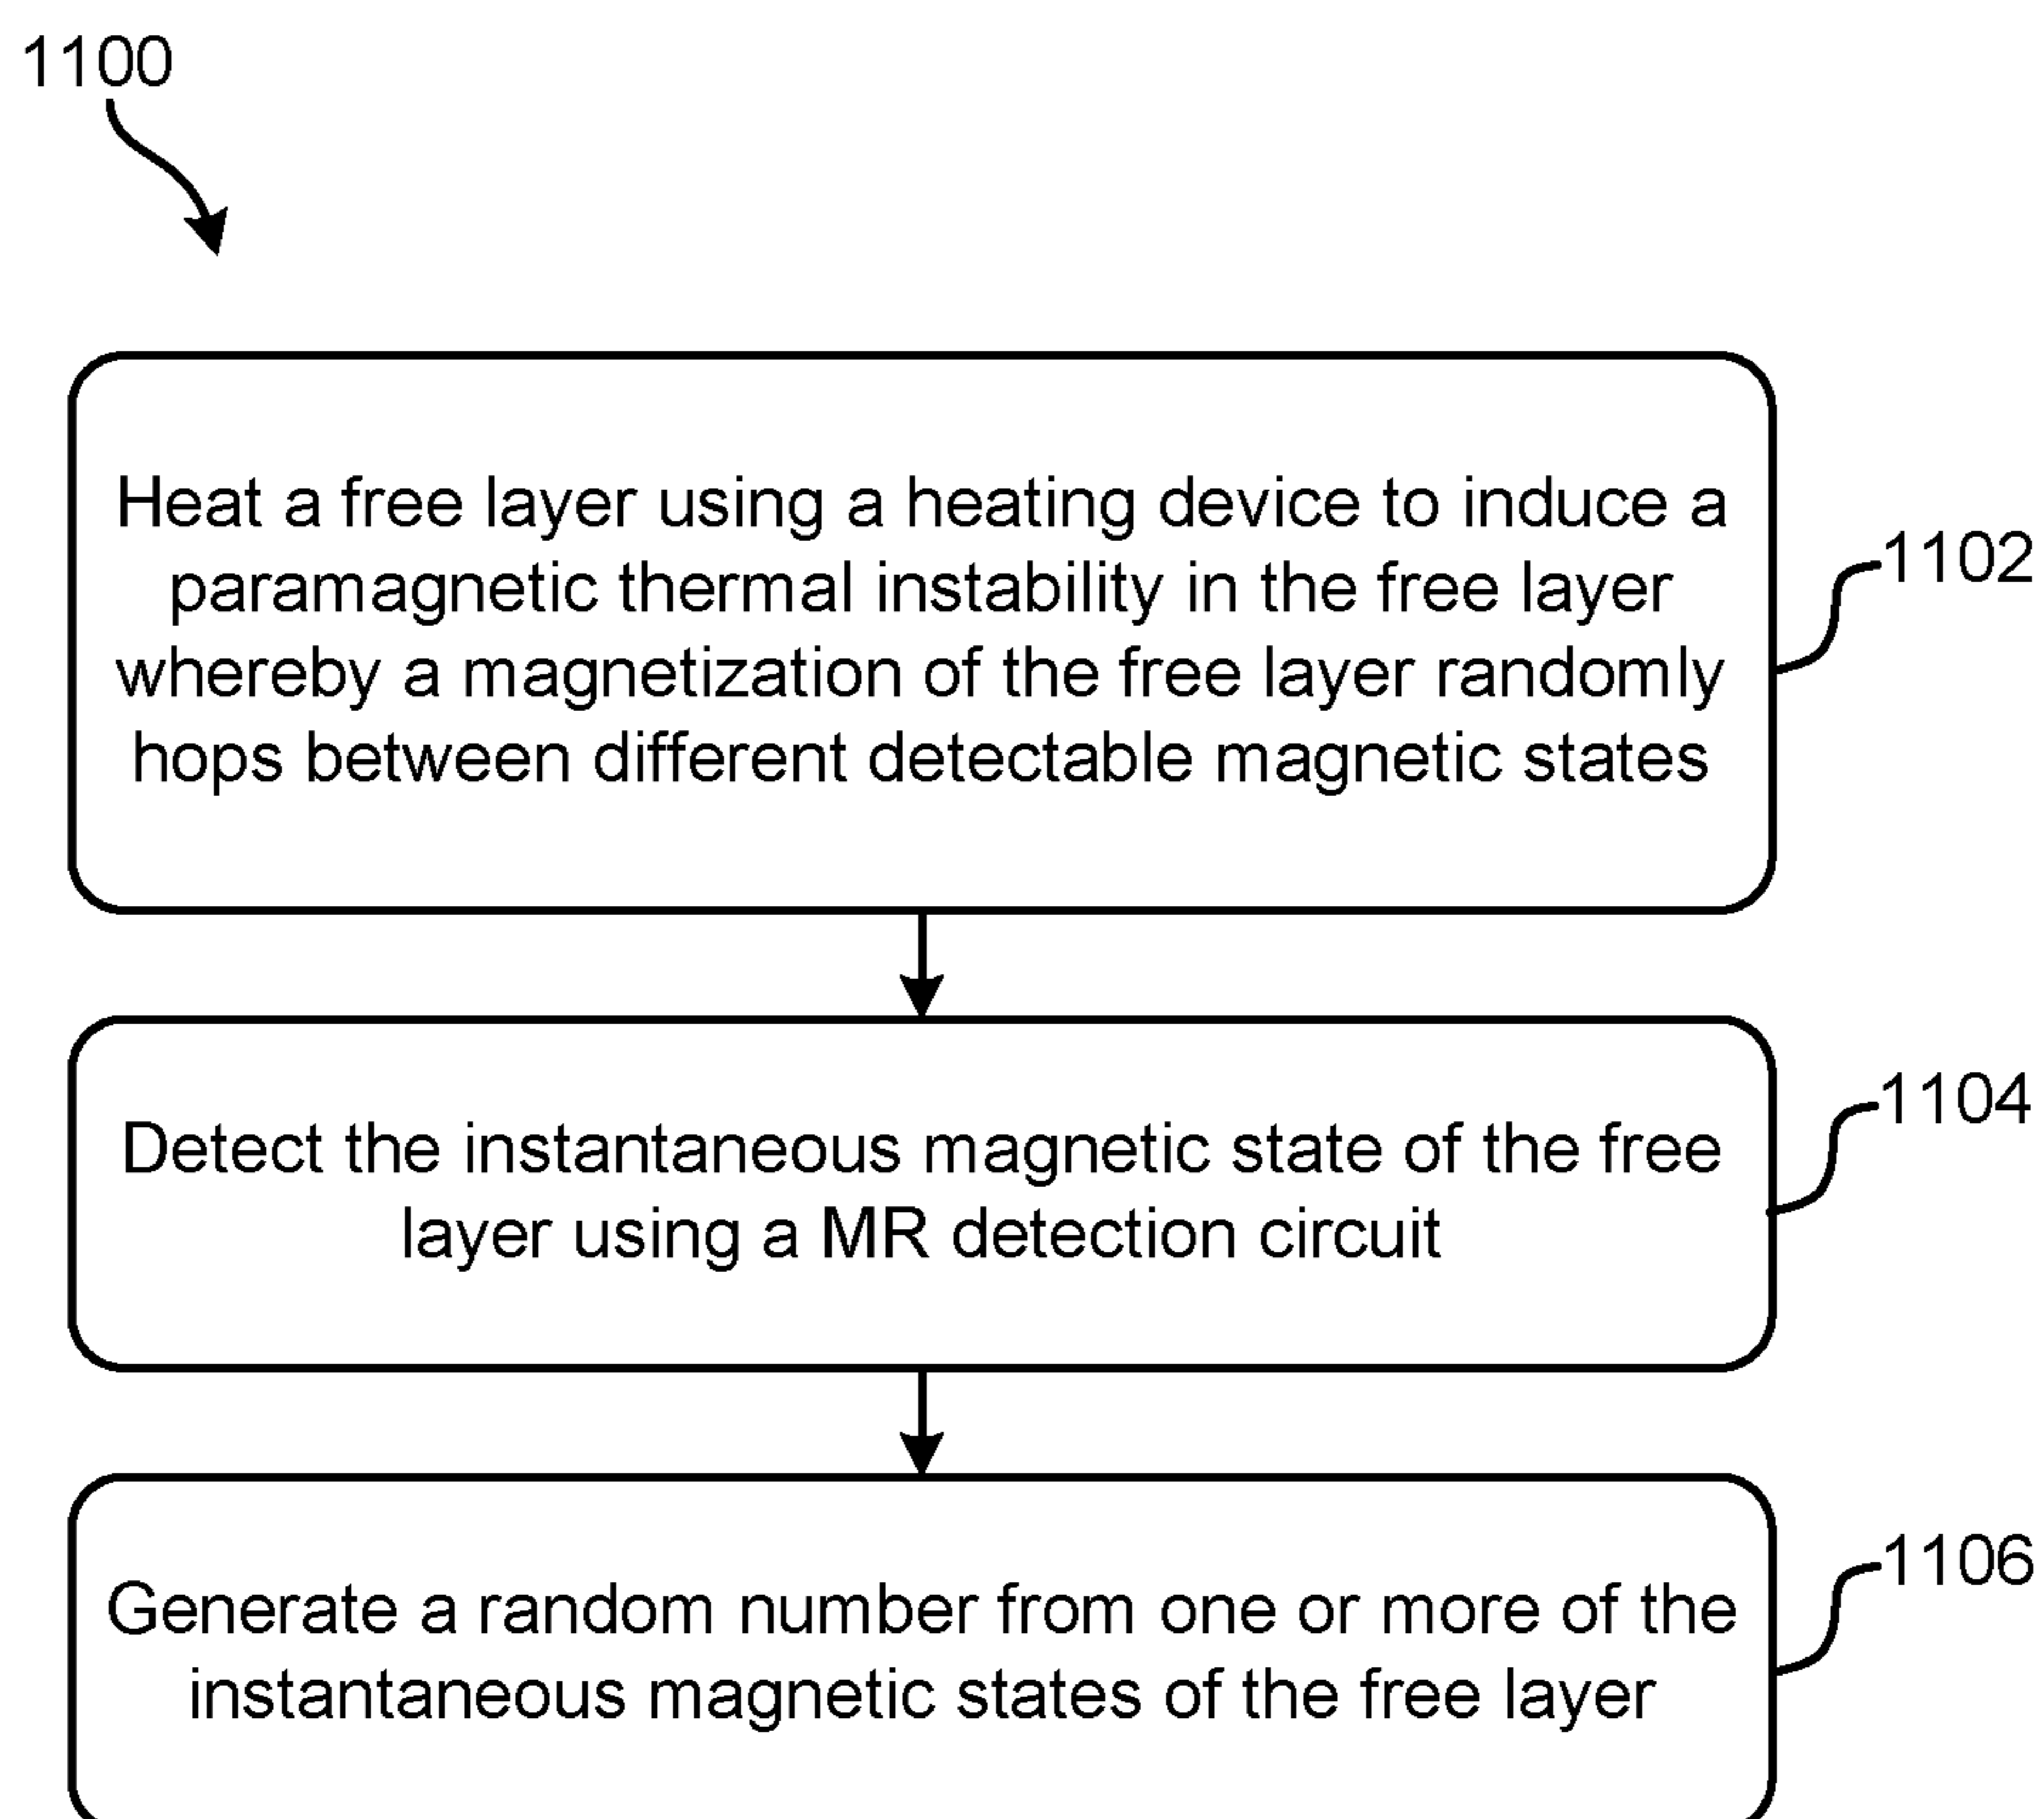 1100
Heat a free layer using a heating device to induce a
paramagnetic thermal instability in the free layer
whereby a magnetization of the free layer randomly
hops between different detectable magnetic states
1102
Detect the instantaneous magnetic state of the free
layer using a MR detection circuit
1104
Generate a random number from one or more of the
instantaneous magnetic states of the free layer
1106